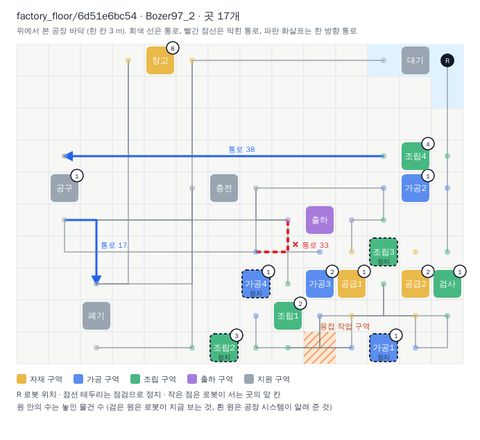 factory_floor/6d51e6bc54 · Bozer97_2 · 곳 17개
위에서 본 공장 바닥 (한 칸 3 m). 회색 선은 통로, 빨간 점선은 막힌 통로, 파란 화살표는 한 방향 통로
창고
8
대기
R
통로 38
조립4
4
공구
1
충전
가공2
1
출하
통로 17
× 통로 33
조립3
정지
가공4
정지
1
가공3
2
공급1
1
공급2
2
검사
1
폐기
조립1
2
용접 작업 구역
조립2
정지
3
가공1
정지
1
자재 구역
가공 구역
조립 구역
출하 구역
지원 구역
R 로봇 위치 · 점선 테두리는 점검으로 정지 · 작은 점은 로봇이 서는 곳의 앞 칸
원 안의 수는 놓인 물건 수 (검은 원은 로봇이 지금 보는 것, 흰 원은 공장 시스템이 알려 준 것)